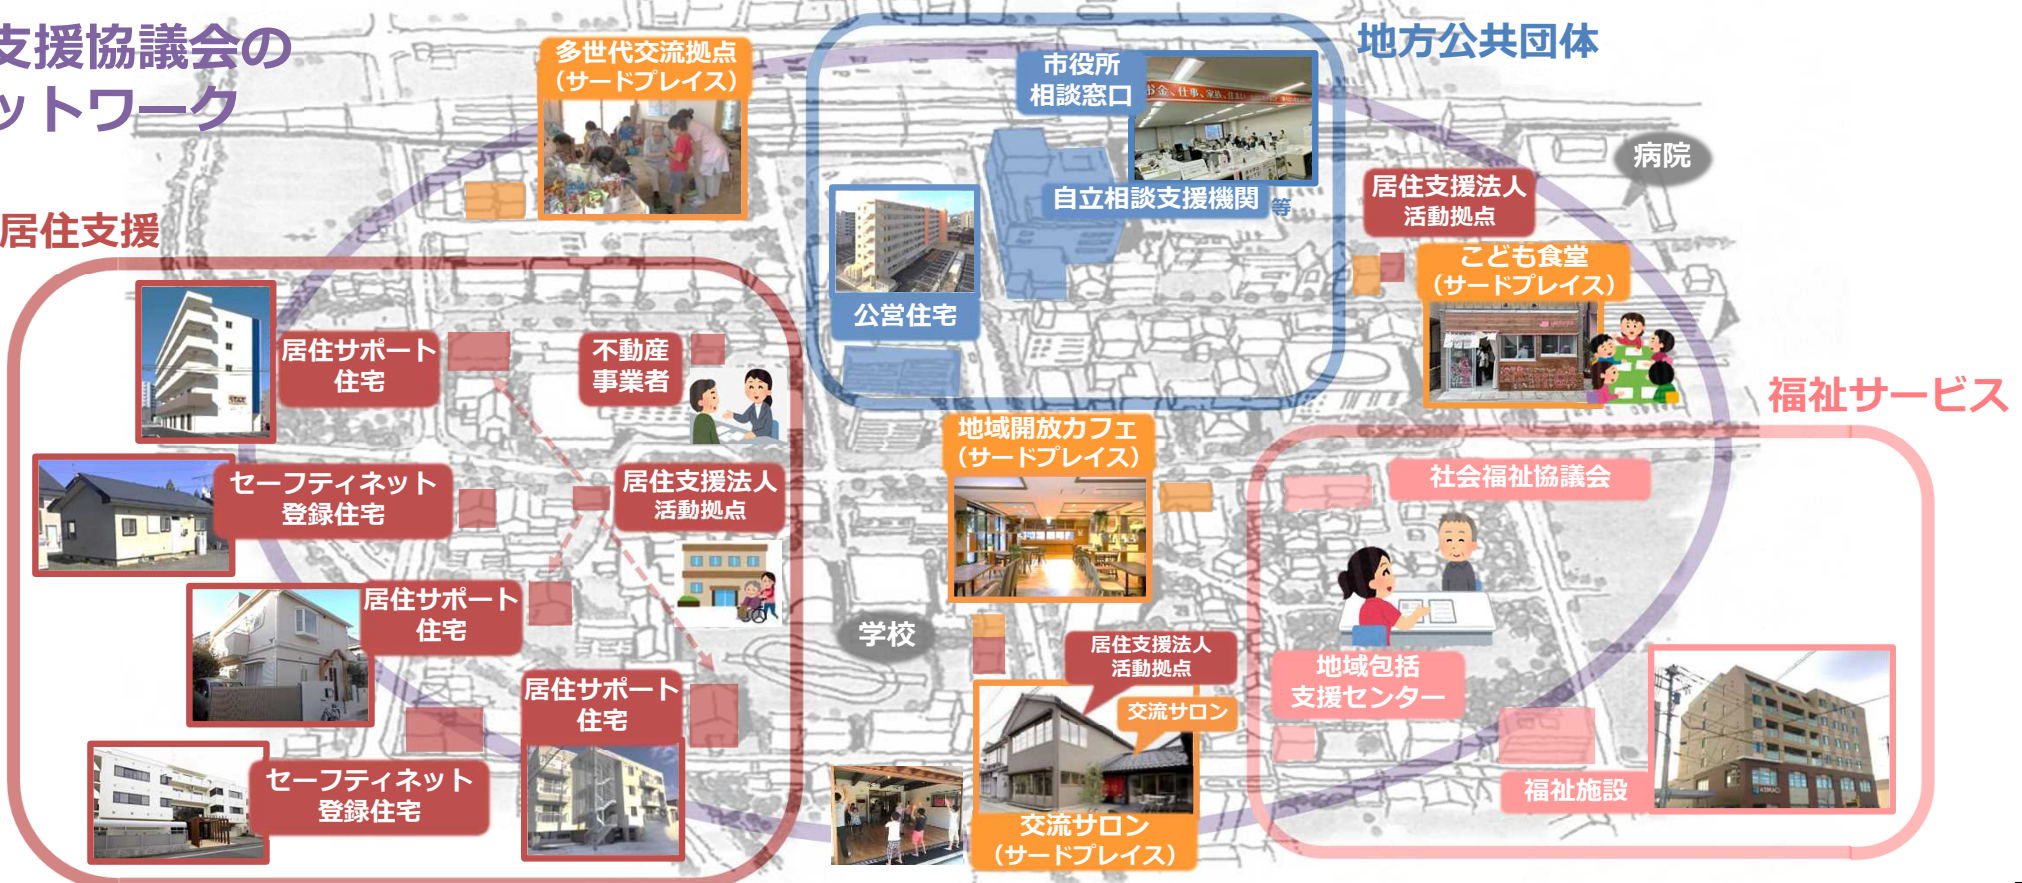 支援協議会の
ットワーク
居住支援
多世代交流拠点
(サードプレイス)
地方公共団体
市役所
相談窓口
お金、仕事、家族、住まい
自立相談支援機関 等
公営住宅
病院
居住支援法人
活動拠点
こども食堂
(サードプレイス)
福祉サービス
居住サポート
住宅
不動産
事業者
セーフティネット
登録住宅
居住支援法人
活動拠点
居住サポート
住宅
居住サポート
住宅
セーフティネット
登録住宅
地域開放カフェ
(サードプレイス)
学校
居住支援法人
活動拠点
交流サロン
交流サロン
(サードプレイス)
社会福祉協議会
地域包括
支援センター
福祉施設